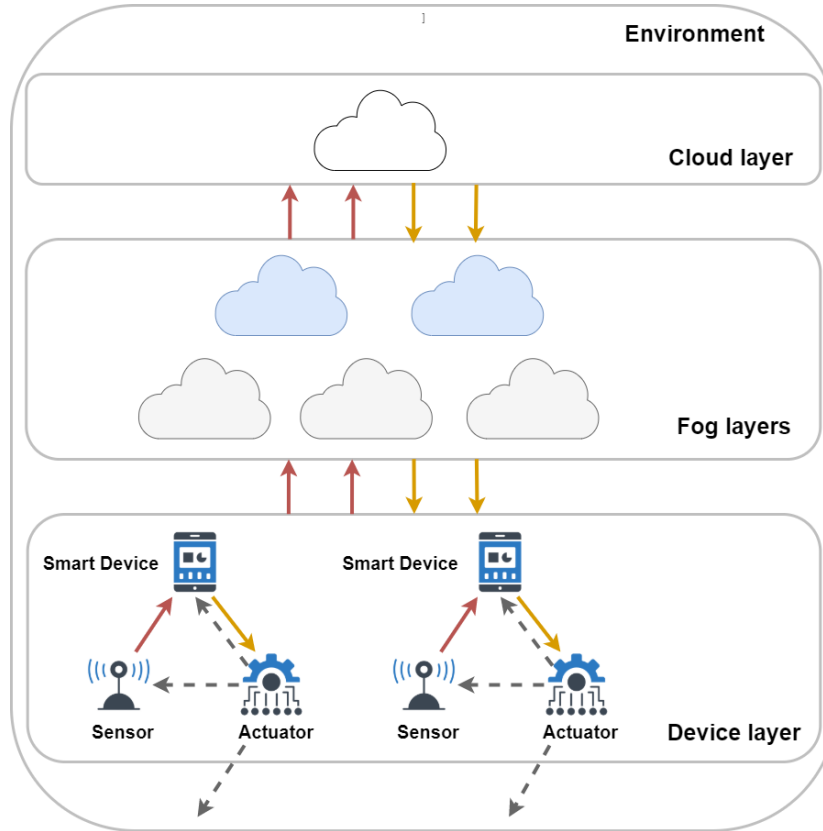 ]
Environment
Cloud layer
Fog layers
Smart Device
Smart Device
Sensor
Actuator
Sensor
Actuator
Device layer